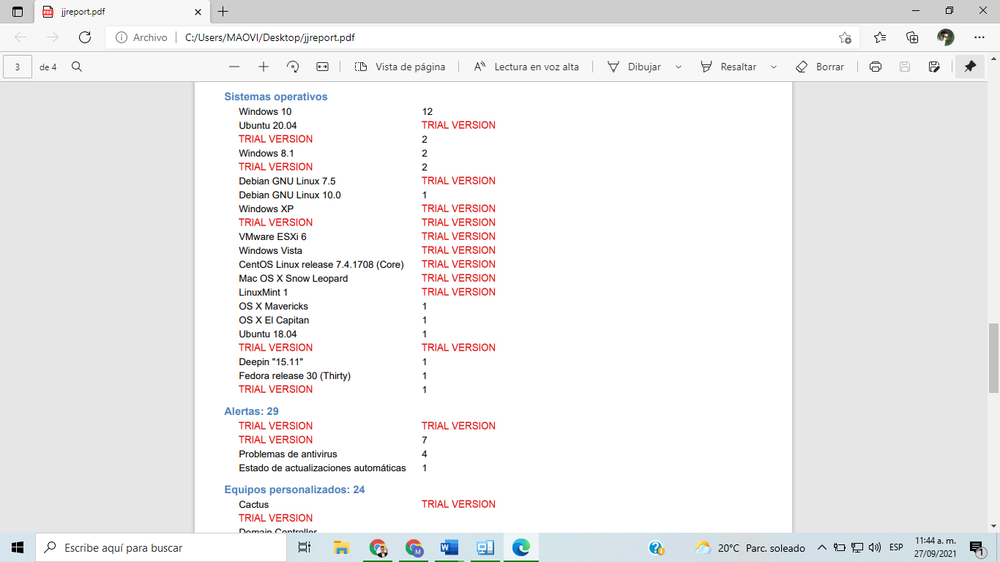 jjreport.pdf
Archivo C:/Users/MAOVI/Desktop/jjreport.pdf
3 de 4 Vista de página Lectura en voz alta Dibujar Resaltar Borrar
Sistemas operativos
Windows 10 12
Ubuntu 20.04 TRIAL VERSION
TRIAL VERSION 2
Windows 8.1 2
TRIAL VERSION 2
Debian GNU Linux 7.5 TRIAL VERSION
Debian GNU Linux 10.0 1
Windows XP TRIAL VERSION
TRIAL VERSION TRIAL VERSION
VMware ESXi 6 TRIAL VERSION
Windows Vista TRIAL VERSION
CentOS Linux release 7.4.1708 (Core) TRIAL VERSION
Mac OS X Snow Leopard TRIAL VERSION
LinuxMint 1 TRIAL VERSION
OS X Mavericks 1
OS X El Capitan 1
Ubuntu 18.04 1
TRIAL VERSION TRIAL VERSION
Deepin "15.11" 1
Fedora release 30 (Thirty) 1
TRIAL VERSION 1
Alertas: 29
TRIAL VERSION TRIAL VERSION
TRIAL VERSION 7
Problemas de antivirus 4
Estado de actualizaciones automáticas 1
Equipos personalizados: 24
Cactus TRIAL VERSION
TRIAL VERSION
Domain Controller
Escribe aquí para buscar 20°C Parc. soleado ESP 11:44 a. m.
27/09/2021